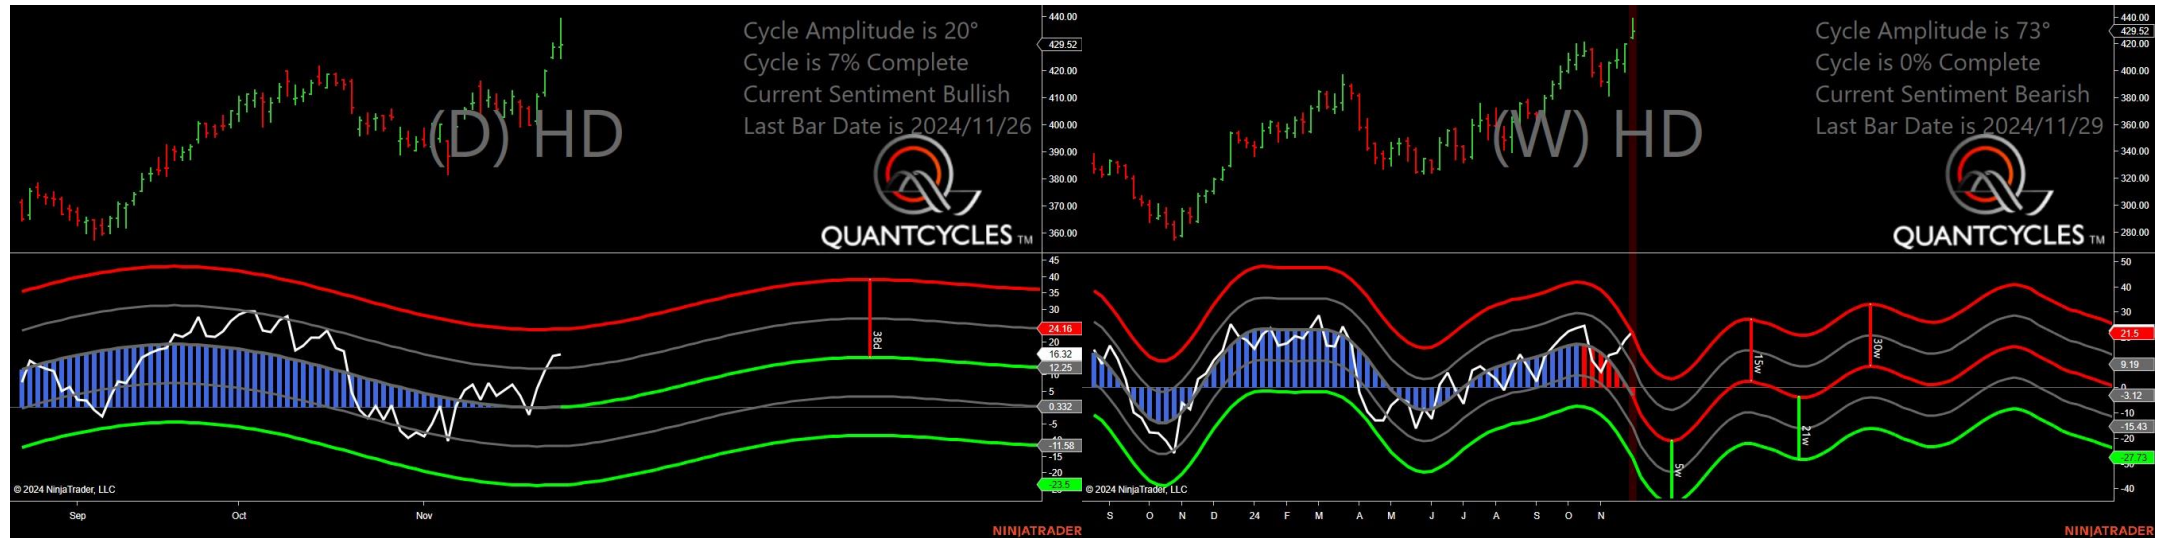 Cycle Amplitude is 20°
Cycle is 7% Complete
Current Sentiment Bullish
Last Bar Date is 2024/11/26
(D) HD
QUANTCYCLES TM
440.00
429.52
420.00
410.00
400.00
390.00
380.00
370.00
360.00
45
40
35
30
24.16
20
16.32
12.25
10
5
0.332
-5
-11.58
-15
-20
-23.5
38d
© 2024 NinjaTrader, LLC
Sep
Oct
Nov
NINJATRADER
Cycle Amplitude is 73°
Cycle is 0% Complete
Current Sentiment Bearish
Last Bar Date is 2024/11/29
(W) HD
QUANTCYCLES TM
440.00
429.52
420.00
400.00
380.00
360.00
340.00
320.00
300.00
280.00
50
40
30
21.5
9.19
0
-3.12
-10
-15.43
-20
-27.73
-40
5w
15w
21w
30w
© 2024 NinjaTrader, LLC
S
O
N
D
24
F
M
A
M
J
J
A
S
O
N
NINJATRADER